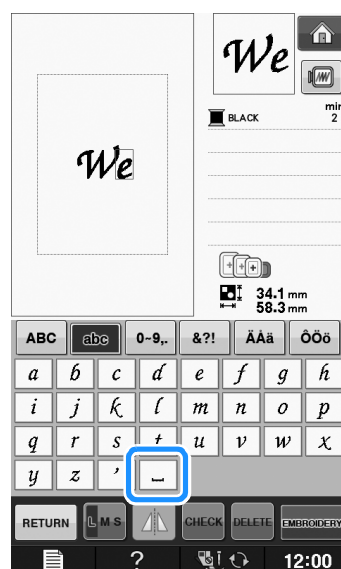 We
We
min
BLACK 2
34.1 mm
58.3 mm
ABC abc 0~9,. &?! ÄÅä ÔÖö
a b c d e f g h
i j k l m n o p
q r s t u v w x
y z ’ ⎵
RETURN L M S CHECK DELETE EMBROIDERY
? 12:00